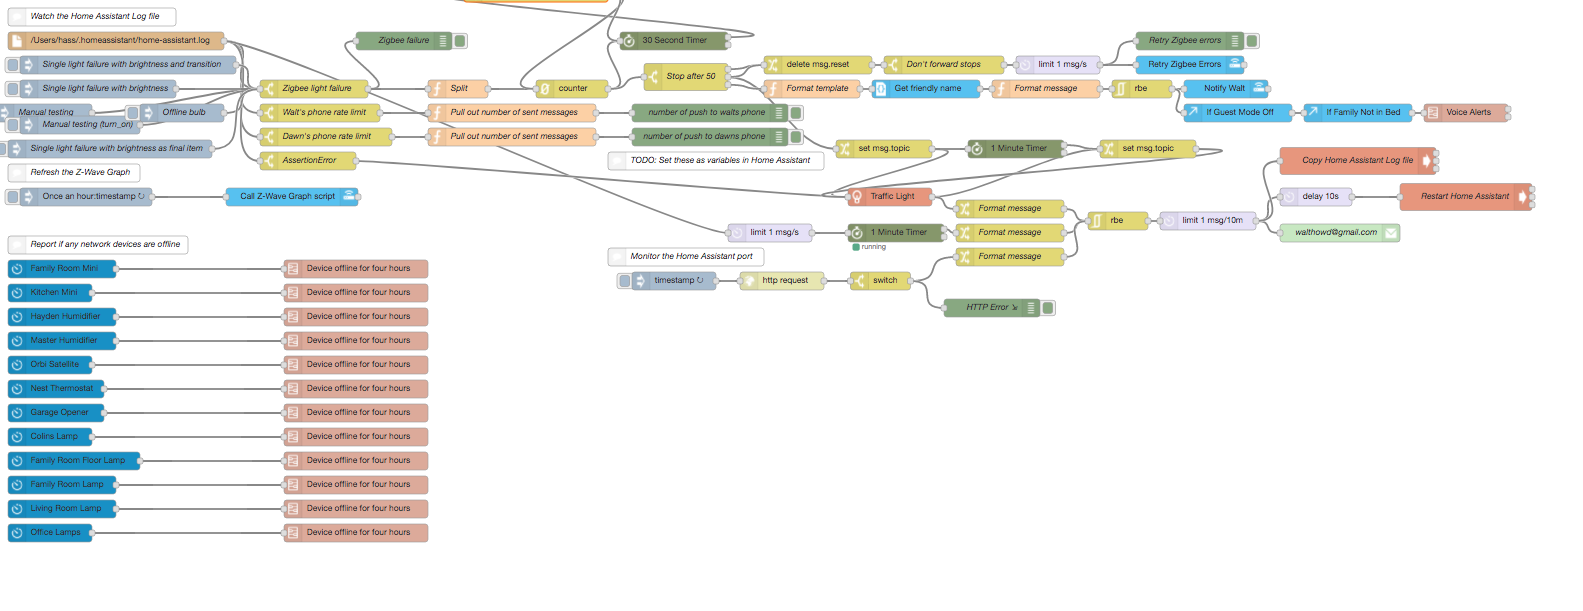 Watch the Home Assistant Log file
/Users/hass/.homeassistant/home-assistant.log
Zigbee failure
30 Second Timer
Retry Zigbee errors
Single light failure with brightness and transition
Stop after 50
delete msg.reset
Don't forward stops
limit 1 msg/s
Retry Zigbee Errors
Single light failure with brightness
Zigbee light failure
Split
counter
Format template
Get friendly name
Format message
rbe
Notify Walt
Manual testing
Offline bulb
Walt's phone rate limit
Pull out number of sent messages
number of push to walts phone
If Guest Mode Off
If Family Not in Bed
Voice Alerts
Manual testing (turn_on)
Dawn's phone rate limit
Pull out number of sent messages
number of push to dawns phone
Single light failure with brightness as final item
set msg.topic
1 Minute Timer
set msg.topic
AssertionError
TODO: Set these as variables in Home Assistant
Copy Home Assistant Log file
Refresh the Z-Wave Graph
Once an hour:timestamp ↻
Call Z-Wave Graph script
Traffic Light
delay 10s
Restart Home Assistant
Format message
rbe
limit 1 msg/10m
limit 1 msg/s
1 Minute Timer
Format message
walthowd@gmail.com
running
Report if any network devices are offline
Monitor the Home Assistant port
Format message
Family Room Mini
Device offline for four hours
timestamp ↻
http request
switch
Kitchen Mini
Device offline for four hours
HTTP Error ⇲
Hayden Humidifier
Device offline for four hours
Master Humidifier
Device offline for four hours
Orbi Satellite
Device offline for four hours
Nest Thermostat
Device offline for four hours
Garage Opener
Device offline for four hours
Colins Lamp
Device offline for four hours
Family Room Floor Lamp
Device offline for four hours
Family Room Lamp
Device offline for four hours
Living Room Lamp
Device offline for four hours
Office Lamps
Device offline for four hours